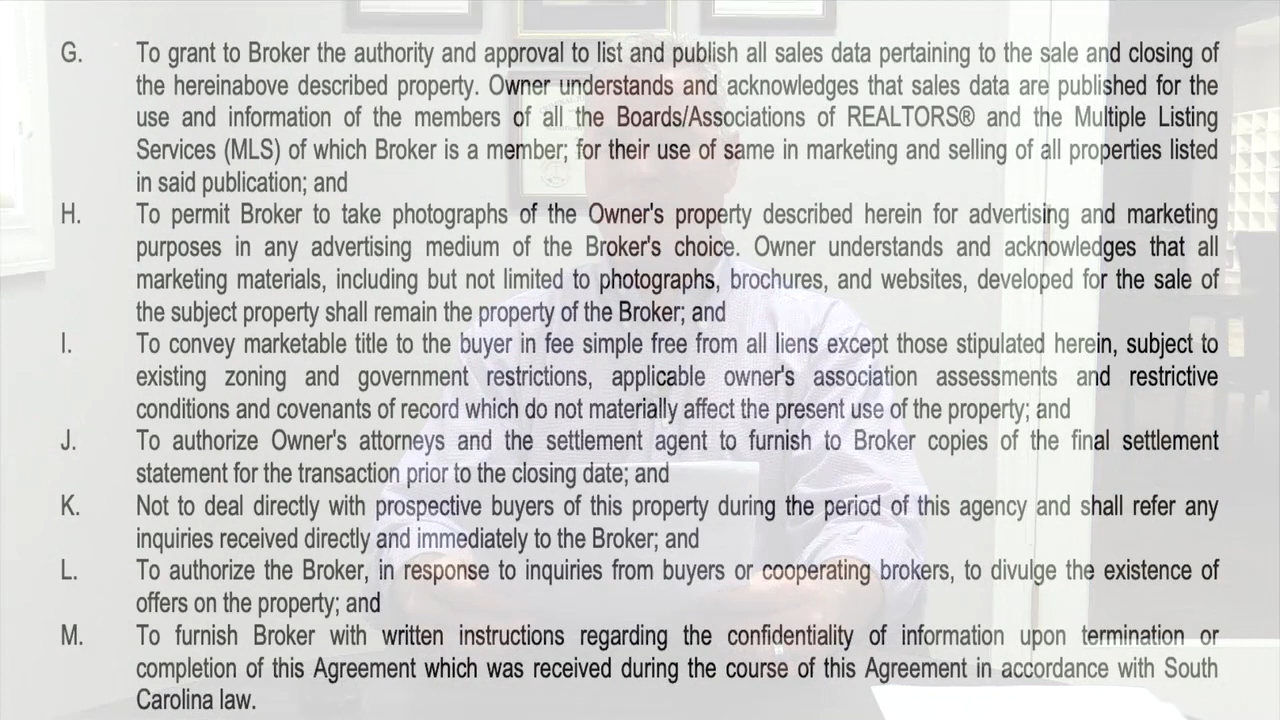 G. To grant to Broker the authority and approval to list and publish all sales data pertaining to the sale and closing of
the hereinabove described property. Owner understands and acknowledges that sales data are published for the
use and information of the members of all the Boards/Associations of REALTORS® and the Multiple Listing
Services (MLS) of which Broker is a member; for their use of same in marketing and selling of all properties listed
in said publication; and
H. To permit Broker to take photographs of the Owner's property described herein for advertising and marketing
purposes in any advertising medium of the Broker's choice. Owner understands and acknowledges that all
marketing materials, including but not limited to photographs, brochures, and websites, developed for the sale of
the subject property shall remain the property of the Broker; and
I. To convey marketable title to the buyer in fee simple free from all liens except those stipulated herein, subject to
existing zoning and government restrictions, applicable owner's association assessments and restrictive
conditions and covenants of record which do not materially affect the present use of the property; and
J. To authorize Owner's attorneys and the settlement agent to furnish to Broker copies of the final settlement
statement for the transaction prior to the closing date; and
K. Not to deal directly with prospective buyers of this property during the period of this agency and shall refer any
inquiries received directly and immediately to the Broker; and
L. To authorize the Broker, in response to inquiries from buyers or cooperating brokers, to divulge the existence of
offers on the property; and
M. To furnish Broker with written instructions regarding the confidentiality of information upon termination or
completion of this Agreement which was received during the course of this Agreement in accordance with South
Carolina law.